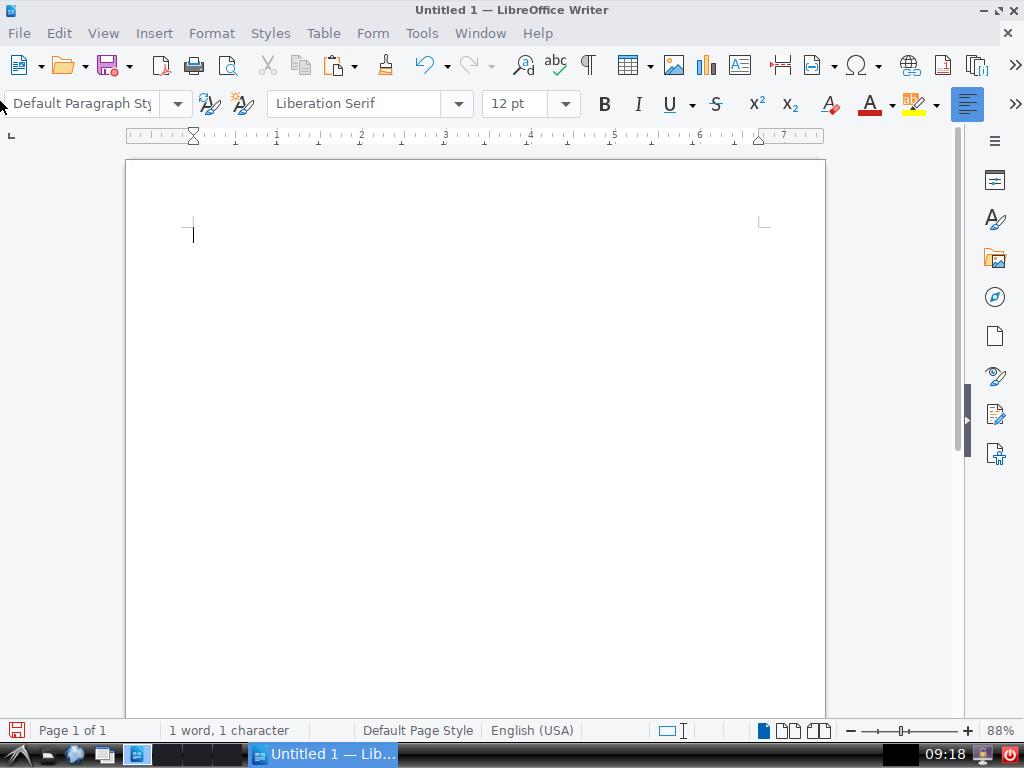 Untitled 1 — LibreOffice Writer
File Edit View Insert Format Styles Table Form Tools Window Help
Default Paragraph Sty Liberation Serif 12 pt
1 2 3 4 5 6 7
Page 1 of 1 1 word, 1 character Default Page Style English (USA) 88%
Untitled 1 — Lib... 09:18